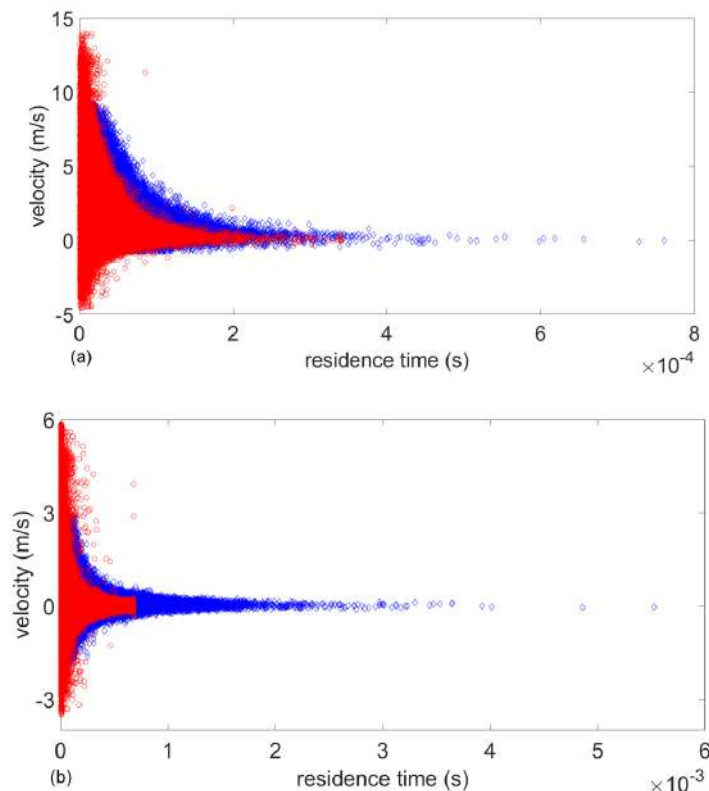 15
10
5
0
-5
velocity (m/s)
0 2 4 6 8
(a) residence time (s) ×10⁻⁴
6
3
0
-3
velocity (m/s)
0 1 2 3 4 5 6
(b) residence time (s) ×10⁻³